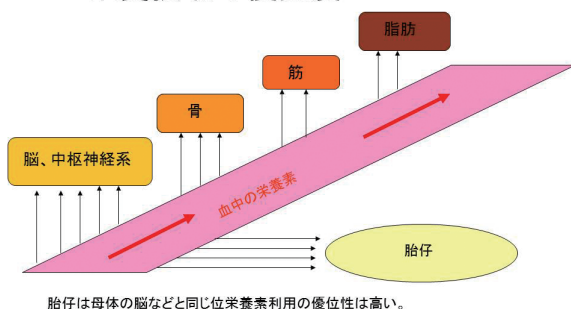 脂肪
筋
骨
脳、中枢神経系
血中の栄養素
胎仔
胎仔は母体の脳などと同じ位栄養素利用の優位性は高い。